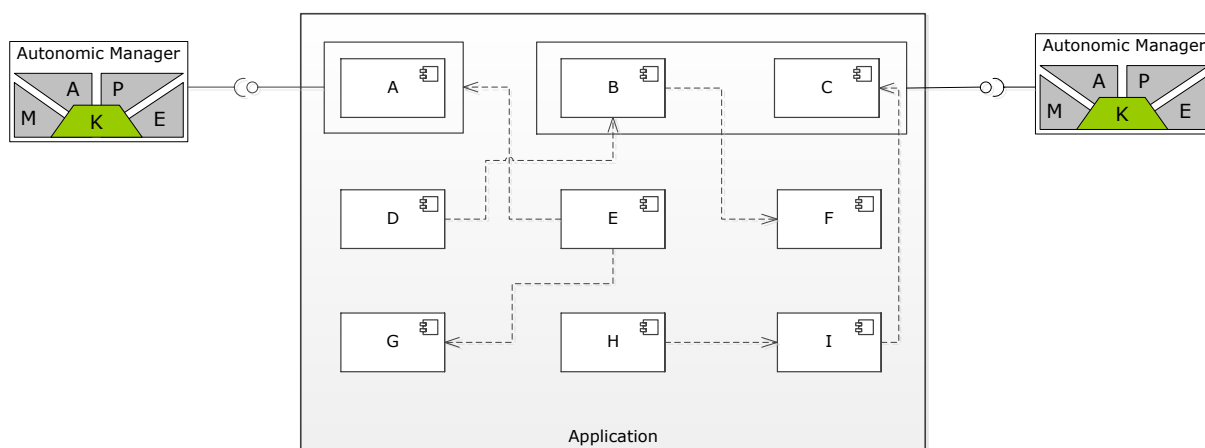 Autonomic Manager
A P
M K E
A
B
C
Autonomic Manager
A P
M K E
D
E
F
G
H
I
Application